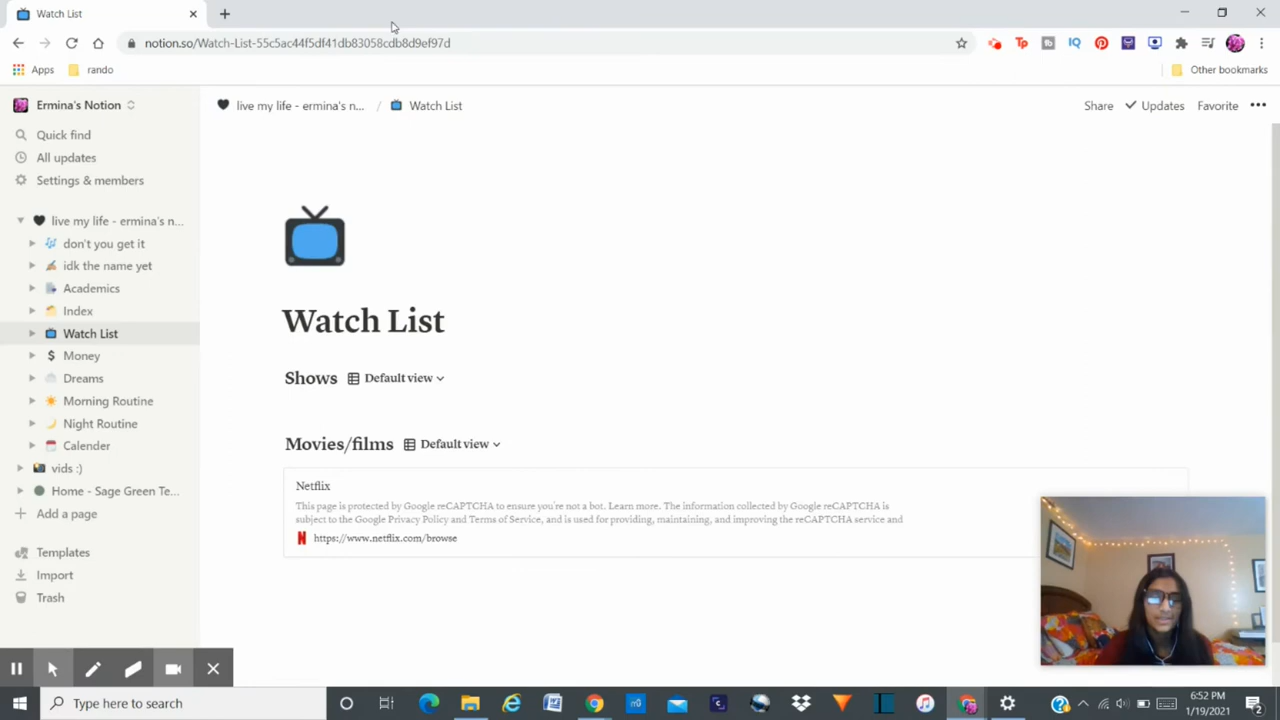 Watch List
notion.so/Watch-List-55c5ac44f5df41db83058cdb8d9ef97d
Apps
rando
Other bookmarks
Ermina's Notion
live my life - ermina's n... / Watch List
Share
Updates
Favorite
Quick find
All updates
Settings & members
live my life - ermina's n...
don't you get it
idk the name yet
Academics
Index
Watch List
Money
Dreams
Morning Routine
Night Routine
Calender
vids :)
Home - Sage Green Te...
Add a page
Templates
Import
Trash
Watch List
Shows Default view
Movies/films Default view
Netflix
This page is protected by Google reCAPTCHA to ensure you're not a bot. Learn more. The information collected by Google reCAPTCHA is
subject to the Google Privacy Policy and Terms of Service, and is used for providing, maintaining, and improving the reCAPTCHA service and
https://www.netflix.com/browse
Type here to search
6:52 PM
1/19/2021